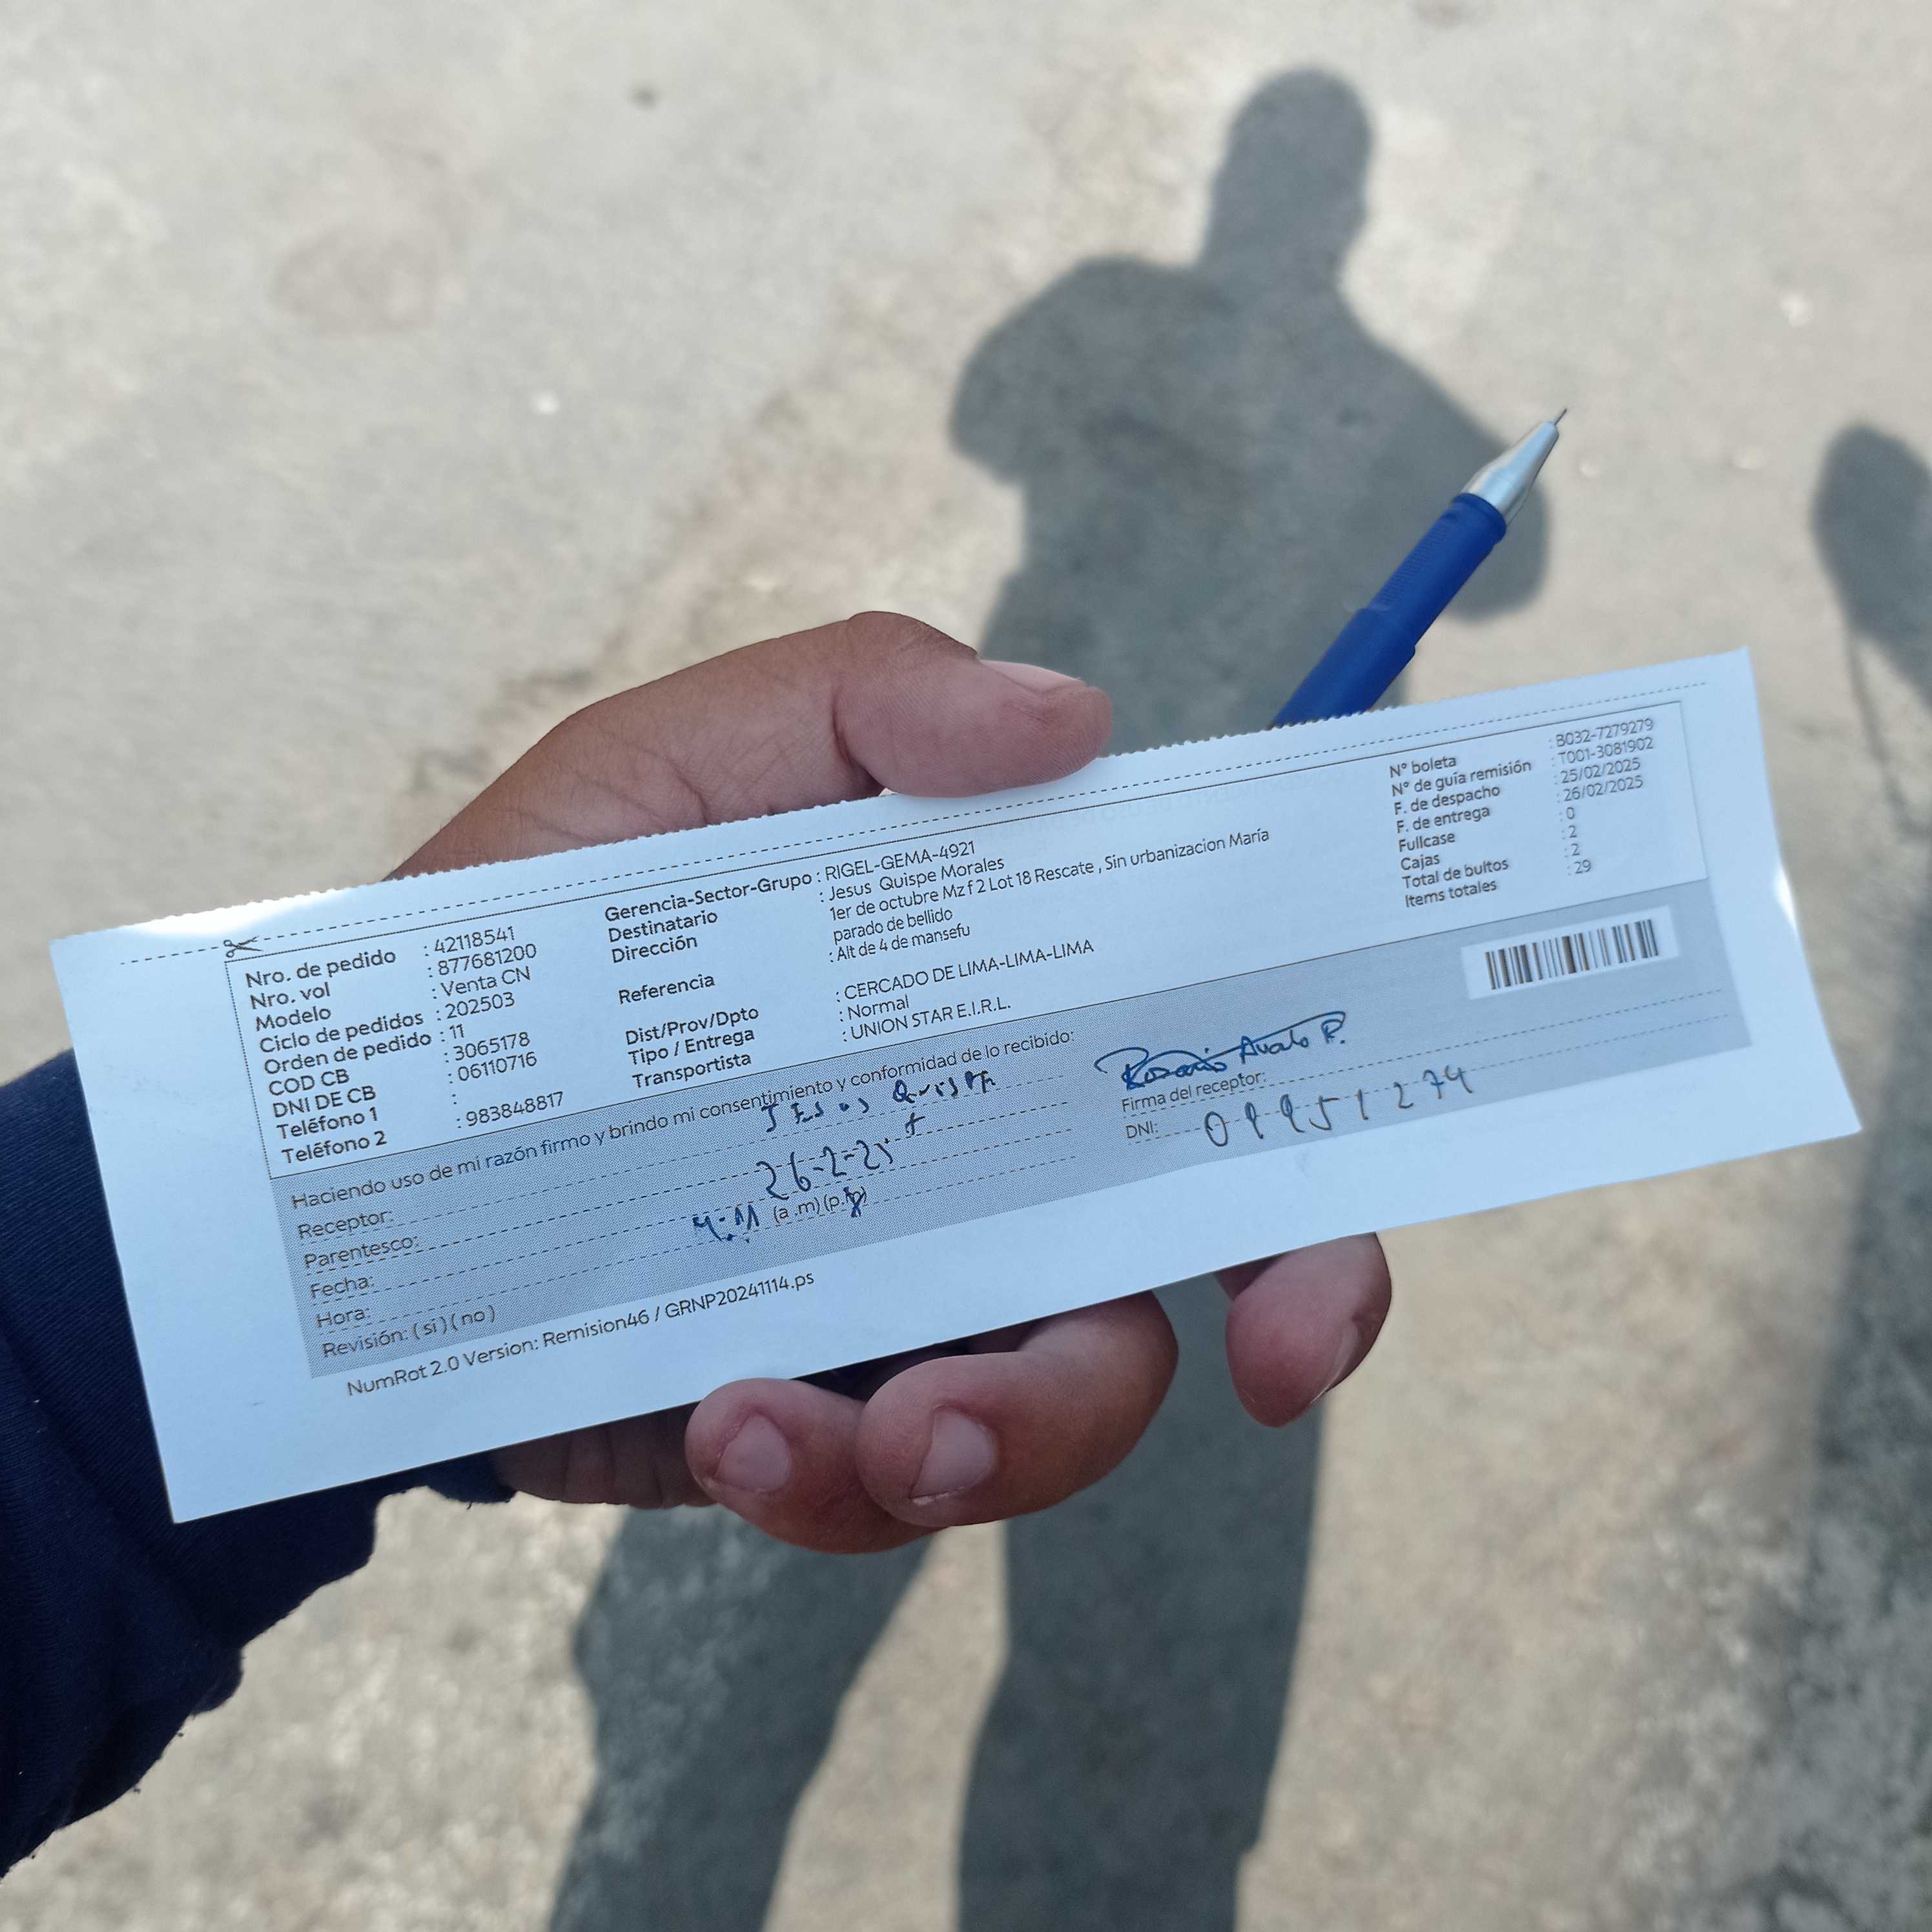 Nro. de pedido : 42118541
Nro. vol : 877681200
Modelo : Venta CN
Ciclo de pedidos : 202503
Orden de pedido : 11
COD CB : 3065178
DNI DE CB : 06110716
Teléfono 1 :
Teléfono 2 : 983848817
Gerencia-Sector-Grupo : RIGEL-GEMA-4921
Destinatario : Jesus Quispe Morales
Dirección 1er de octubre Mz f 2 Lot 18 Rescate , Sin urbanizacion María
parado de bellido
Referencia : Alt de 4 de mansefu
Dist/Prov/Dpto : CERCADO DE LIMA-LIMA-LIMA
Tipo / Entrega : Normal
Transportista : UNION STAR E.I.R.L.
N° boleta : B032-7279279
N° de guía remisión : T001-3081902
F. de despacho : 25/02/2025
F. de entrega : 26/02/2025
Fullcase : 0
Cajas : 2
Total de bultos : 2
Items totales : 29
Haciendo uso de mi razón firmo y brindo mi consentimiento y conformidad de lo recibido:
Receptor: JESUS QUISPE
Parentesco:
Fecha: 26-2-25
Hora: (a .m) (p.m)
Revisión: ( si ) ( no )
Firma del receptor:
DNI:
NumRot 2.0 Version: Remision46 / GRNP20241114.ps